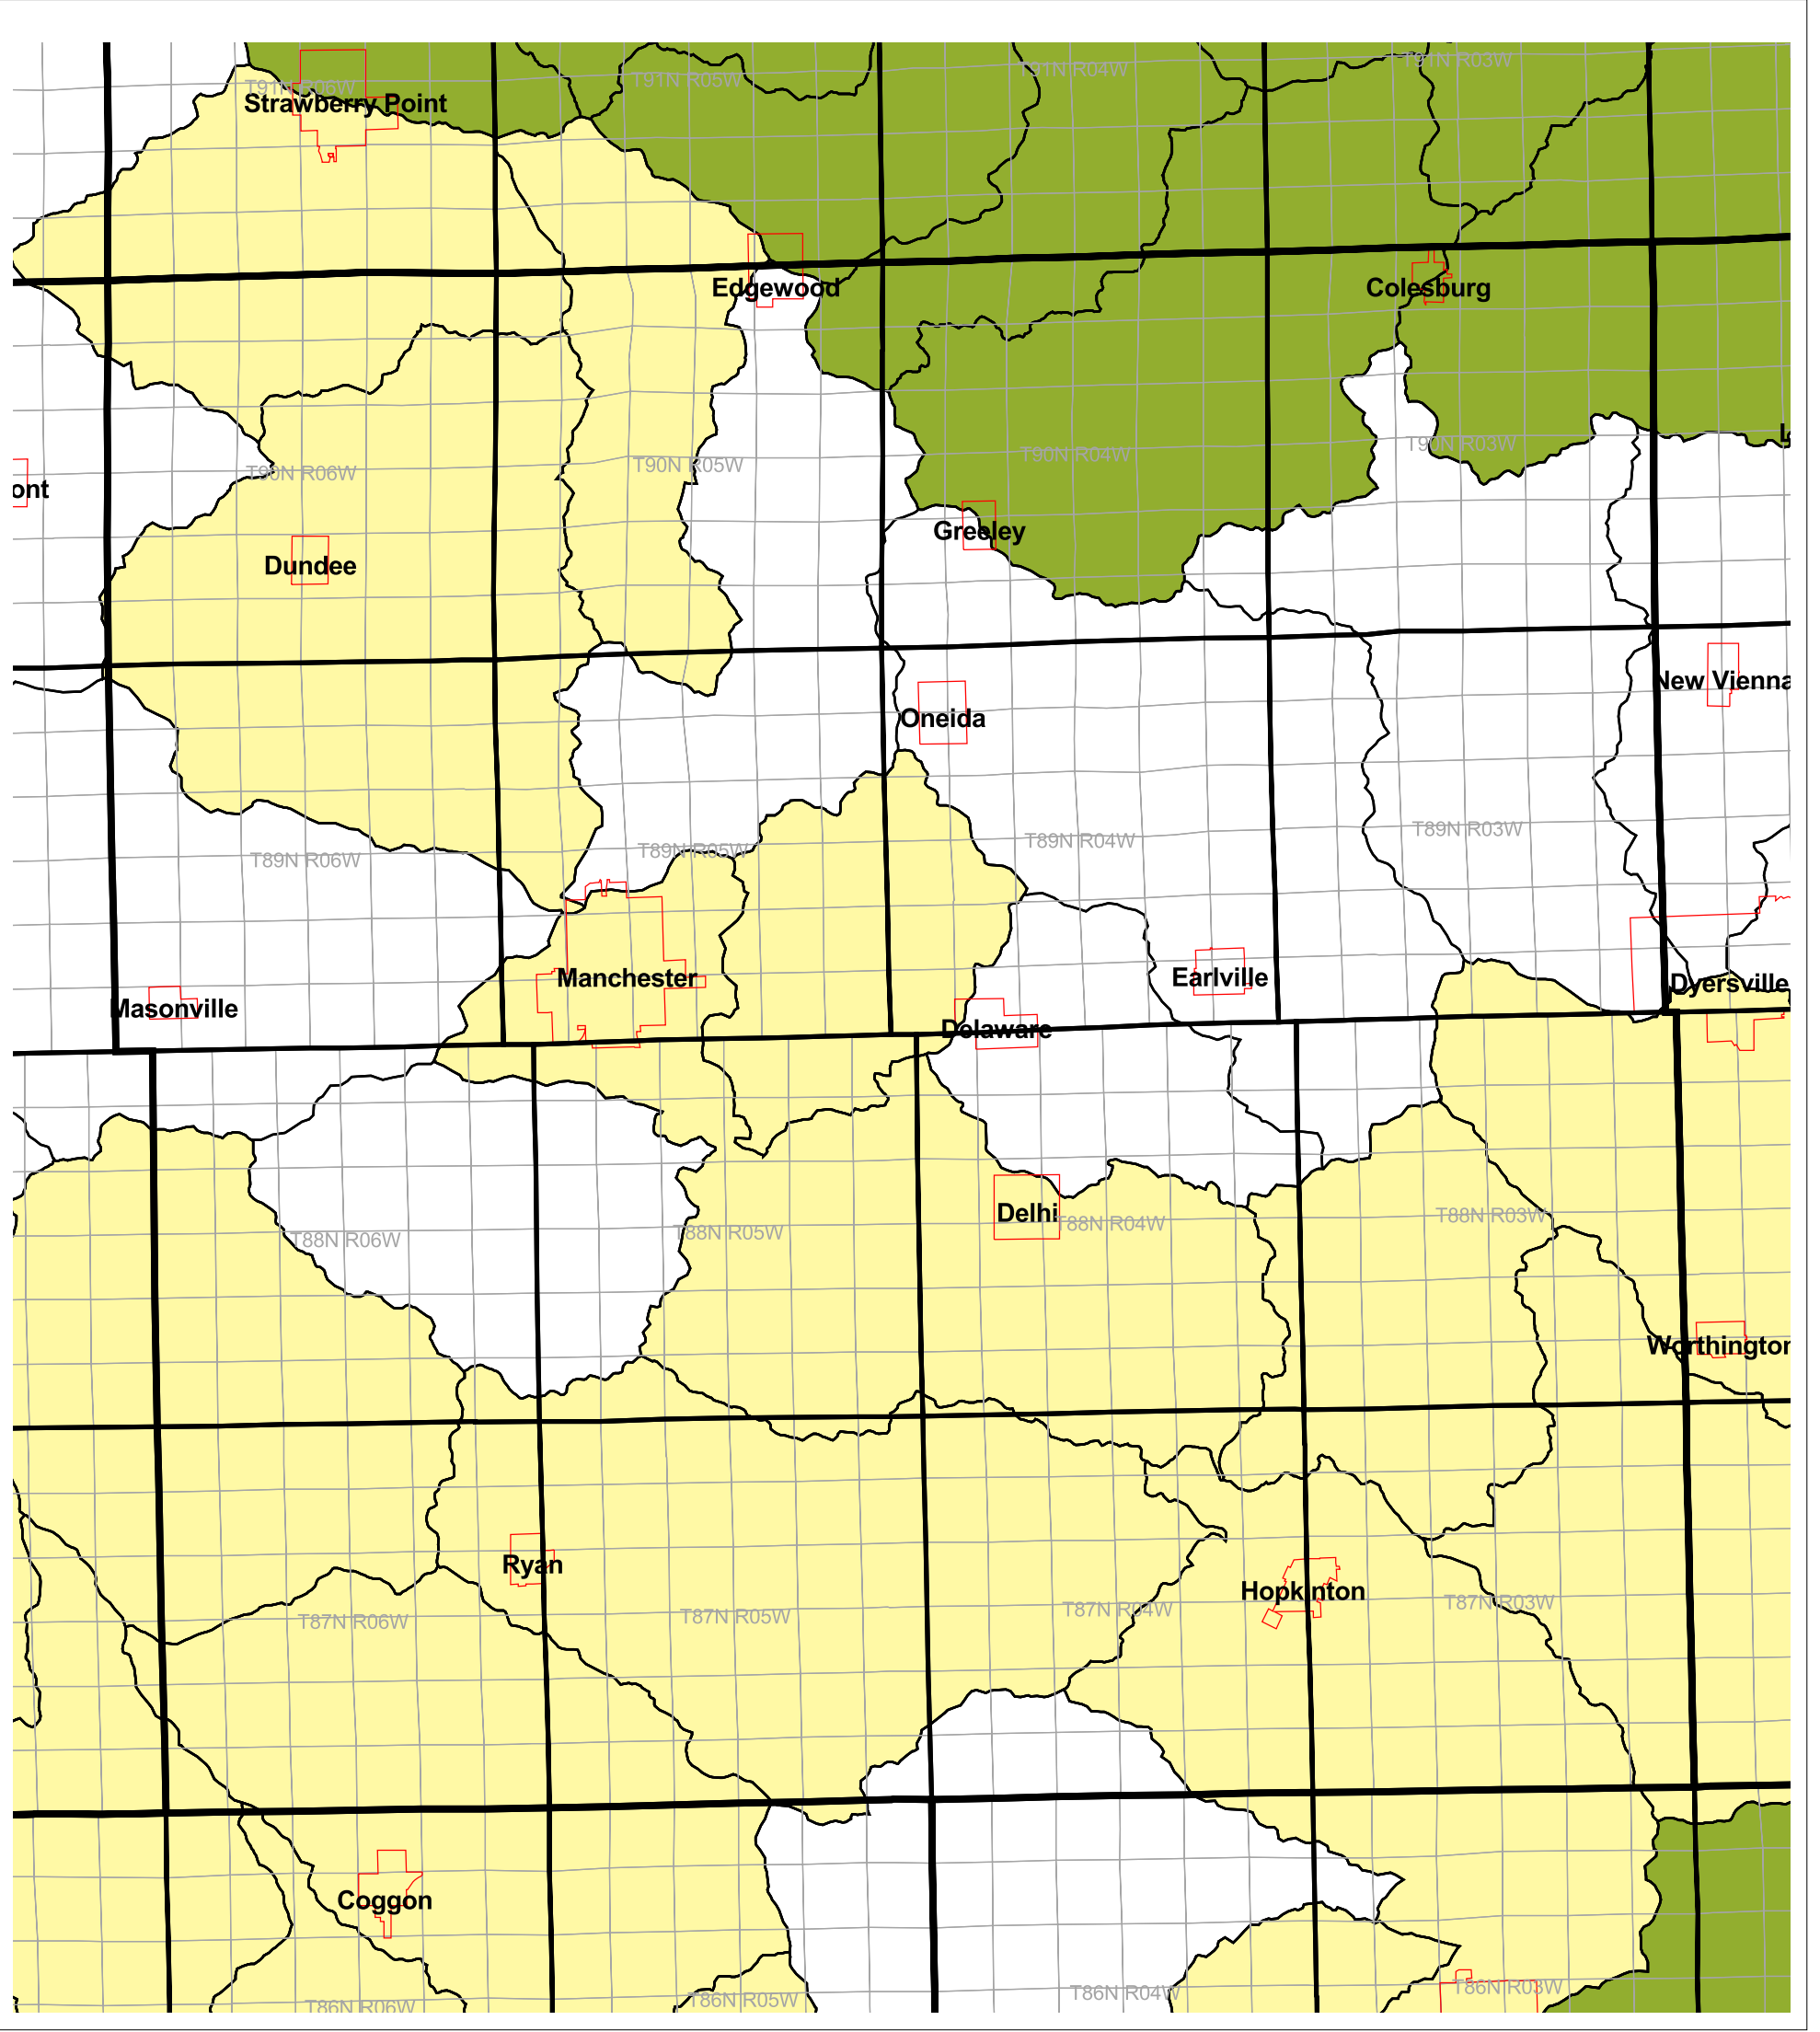 T91N R03W
T91N R04W
T91N R05W
T91N R06W
Strawberry Point
Edgewood
Colesburg
T90N R03W
T90N R04W
T90N R05W
T90N R06W
ont
Greeley
Dundee
New Vienna
Oneida
T89N R03W
T89N R04W
T89N R05W
T89N R06W
Manchester
Earlville
Dyersville
Masonville
Delaware
Delhi
T88N R03W
T88N R04W
T88N R05W
T88N R06W
Worthington
Ryan
Hopkinton
T87N R03W
T87N R04W
T87N R05W
T87N R06W
Coggon
T86N R03W
T86N R04W
T86N R05W
T86N R06W